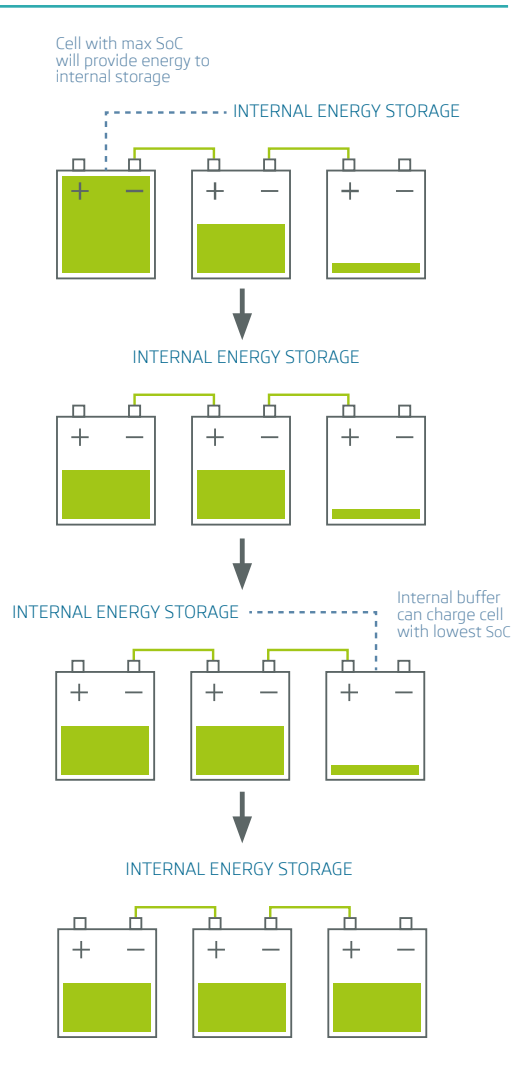 Cell with max SoC
will provide energy to
internal storage
INTERNAL ENERGY STORAGE
+ − + − + −
INTERNAL ENERGY STORAGE
+ − + − + −
Internal buffer
can charge cell
with lowest SoC
INTERNAL ENERGY STORAGE
+ − + − + −
INTERNAL ENERGY STORAGE
+ − + − + −